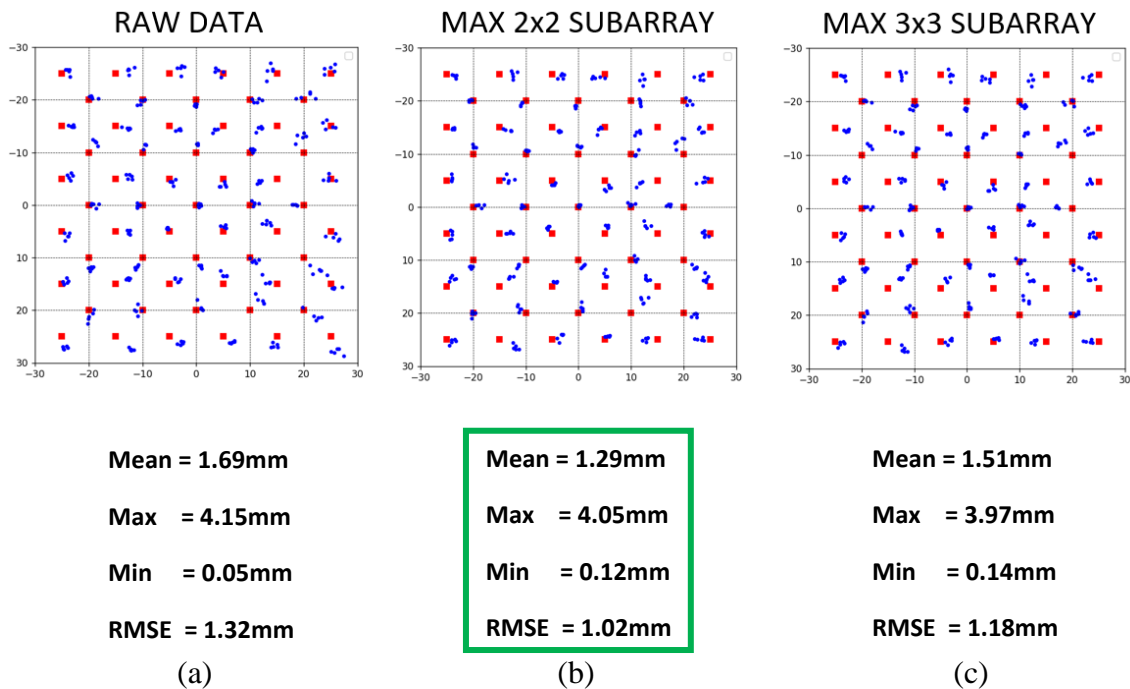 RAW DATA
MAX 2x2 SUBARRAY
MAX 3x3 SUBARRAY
−30
−20
−10
0
10
20
30
−30 −20 −10 0 10 20 30
−30
−20
−10
0
10
20
30
−30 −20 −10 0 10 20 30
−30
−20
−10
0
10
20
30
−30 −20 −10 0 10 20 30
Mean = 1.69mm
Max = 4.15mm
Min = 0.05mm
RMSE = 1.32mm
(a)
Mean = 1.29mm
Max = 4.05mm
Min = 0.12mm
RMSE = 1.02mm
(b)
Mean = 1.51mm
Max = 3.97mm
Min = 0.14mm
RMSE = 1.18mm
(c)